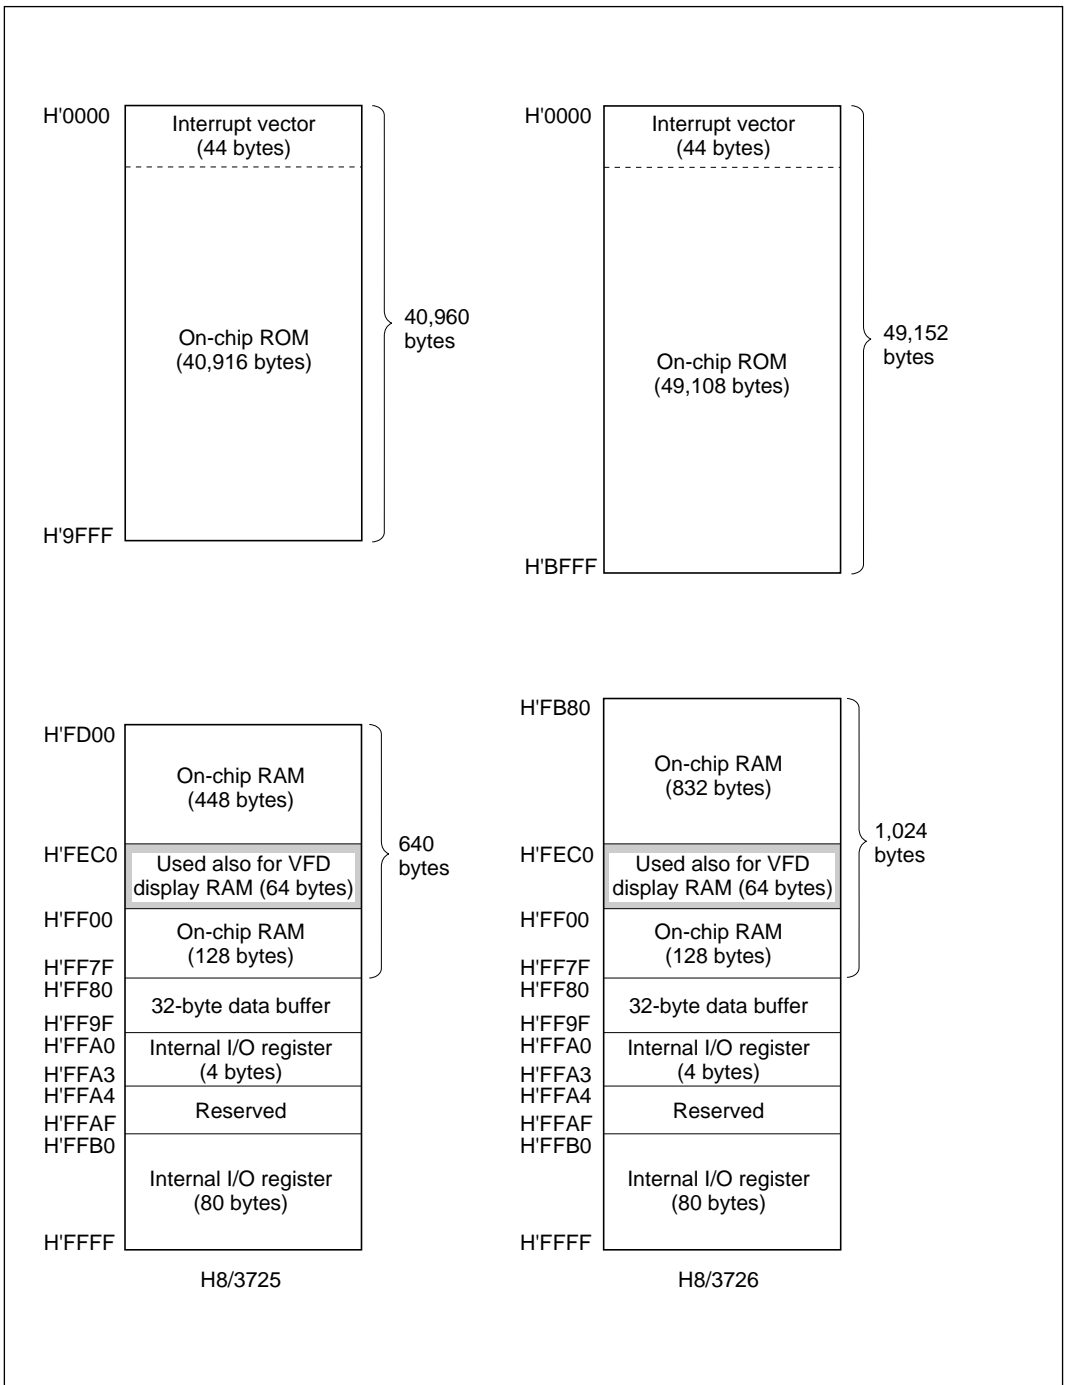 H'0000
Interrupt vector
(44 bytes)
On-chip ROM
(40,916 bytes)
40,960
bytes
H'9FFF
H'FD00
On-chip RAM
(448 bytes)
H'FEC0
Used also for VFD
display RAM (64 bytes)
640
bytes
H'FF00
On-chip RAM
(128 bytes)
H'FF7F
H'FF80
32-byte data buffer
H'FF9F
H'FFA0
Internal I/O register
(4 bytes)
H'FFA3
H'FFA4
Reserved
H'FFAF
H'FFB0
Internal I/O register
(80 bytes)
H'FFFF
H8/3725
H'0000
Interrupt vector
(44 bytes)
On-chip ROM
(49,108 bytes)
49,152
bytes
H'BFFF
H'FB80
On-chip RAM
(832 bytes)
1,024
bytes
H'FEC0
Used also for VFD
display RAM (64 bytes)
H'FF00
On-chip RAM
(128 bytes)
H'FF7F
H'FF80
32-byte data buffer
H'FF9F
H'FFA0
Internal I/O register
(4 bytes)
H'FFA3
H'FFA4
Reserved
H'FFAF
H'FFB0
Internal I/O register
(80 bytes)
H'FFFF
H8/3726